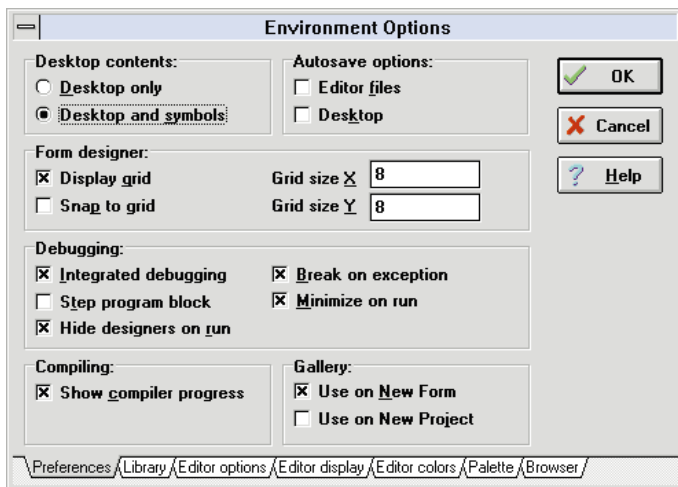 Environment Options
Desktop contents:
Desktop only
Desktop and symbols
Autosave options:
Editor files
Desktop
OK
Cancel
Help
Form designer:
Display grid
Snap to grid
Grid size X 8
Grid size Y 8
Debugging:
Integrated debugging
Step program block
Hide designers on run
Break on exception
Minimize on run
Compiling:
Show compiler progress
Gallery:
Use on New Form
Use on New Project
Preferences Library Editor options Editor display Editor colors Palette Browser